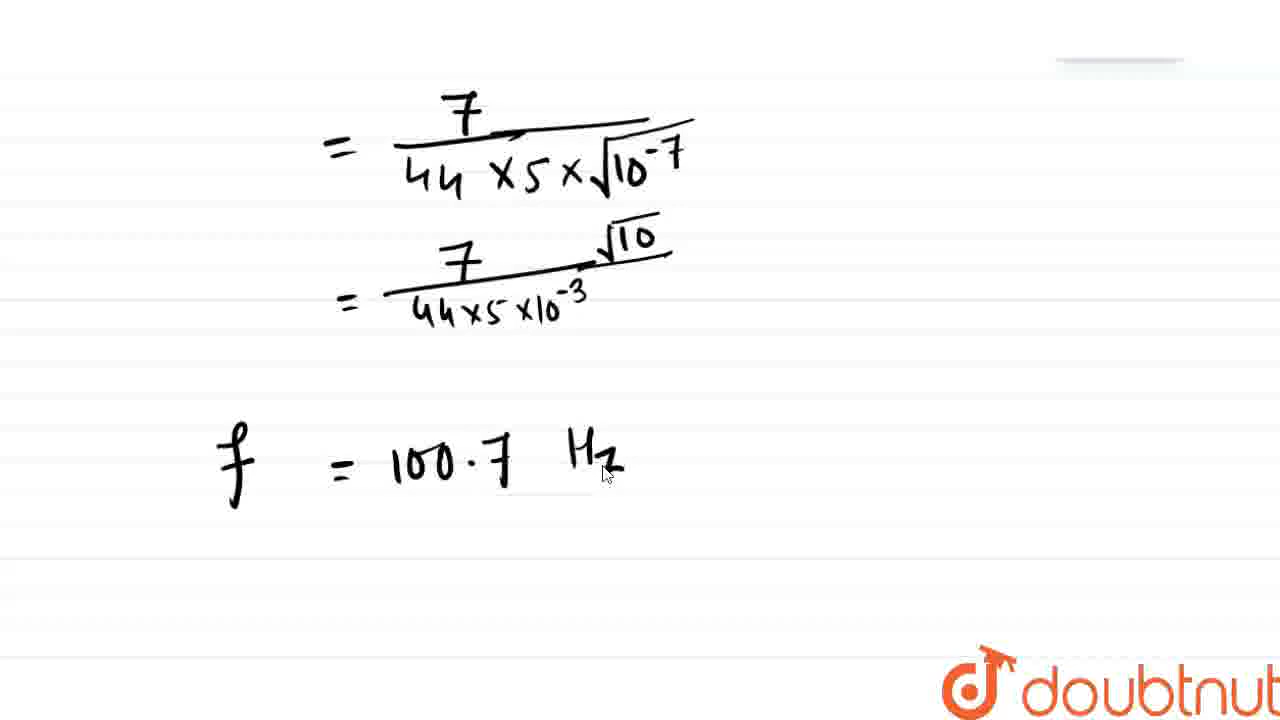 = 7 / 44 × 5 × √10⁻⁷
= 7 √10 / 44 × 5 × 10⁻³
f = 100.7 Hz
doubtnut